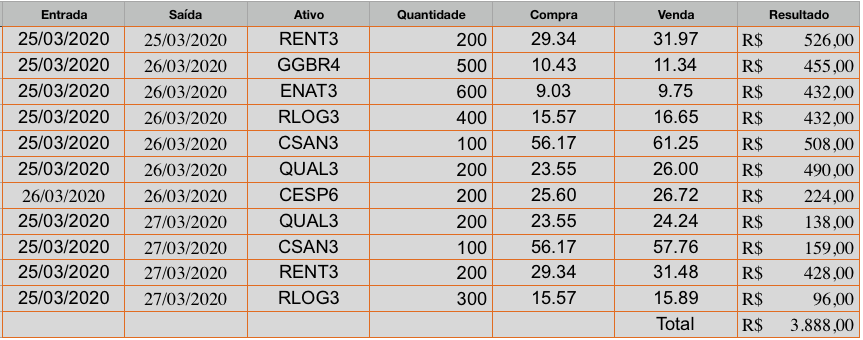 Entrada Saída Ativo Quantidade Compra Venda Resultado
25/03/2020 25/03/2020 RENT3 200 29.34 31.97 R$ 526,00
25/03/2020 26/03/2020 GGBR4 500 10.43 11.34 R$ 455,00
25/03/2020 26/03/2020 ENAT3 600 9.03 9.75 R$ 432,00
25/03/2020 26/03/2020 RLOG3 400 15.57 16.65 R$ 432,00
25/03/2020 26/03/2020 CSAN3 100 56.17 61.25 R$ 508,00
25/03/2020 26/03/2020 QUAL3 200 23.55 26.00 R$ 490,00
26/03/2020 26/03/2020 CESP6 200 25.60 26.72 R$ 224,00
25/03/2020 27/03/2020 QUAL3 200 23.55 24.24 R$ 138,00
25/03/2020 27/03/2020 CSAN3 100 56.17 57.76 R$ 159,00
25/03/2020 27/03/2020 RENT3 200 29.34 31.48 R$ 428,00
25/03/2020 27/03/2020 RLOG3 300 15.57 15.89 R$ 96,00
Total R$ 3.888,00